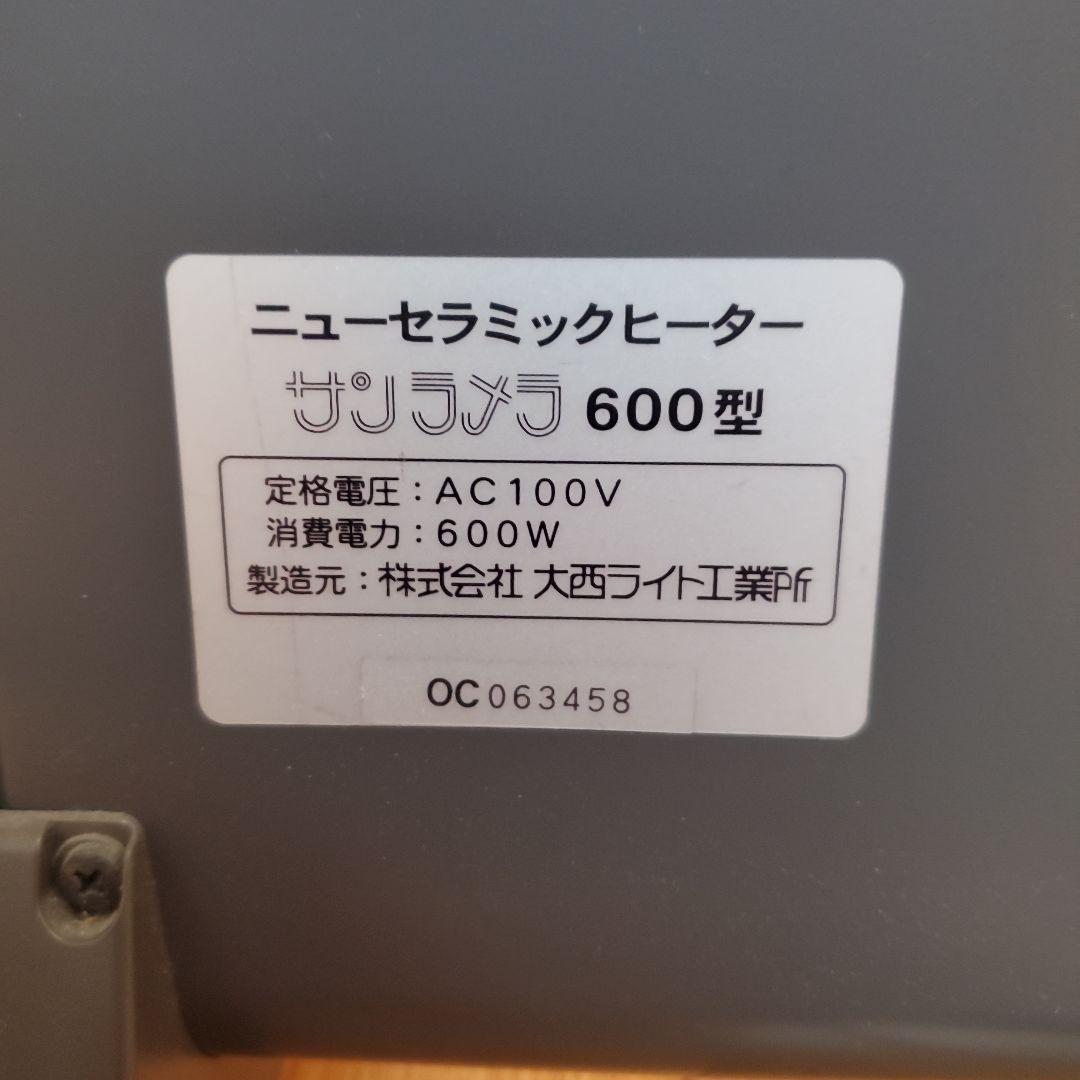 ニューセラミックヒーター
サンラメラ 600型
定格電圧：AC100V
消費電力：600W
製造元：株式会社 大西ライト工業所
OC063458